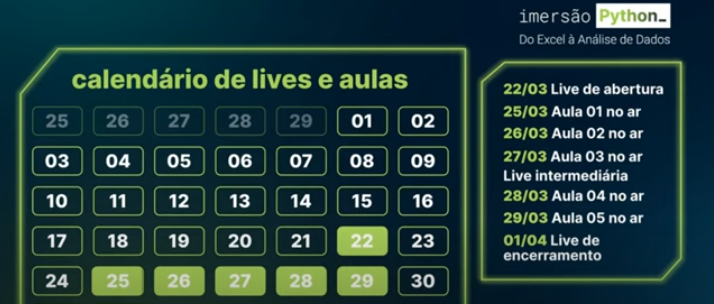 imersão Python_
Do Excel à Análise de Dados
calendário de lives e aulas
25 26 27 28 29 01 02
03 04 05 06 07 08 09
10 11 12 13 14 15 16
17 18 19 20 21 22 23
24 25 26 27 28 29 30
22/03 Live de abertura
25/03 Aula 01 no ar
26/03 Aula 02 no ar
27/03 Aula 03 no ar
Live intermediária
28/03 Aula 04 no ar
29/03 Aula 05 no ar
01/04 Live de
encerramento